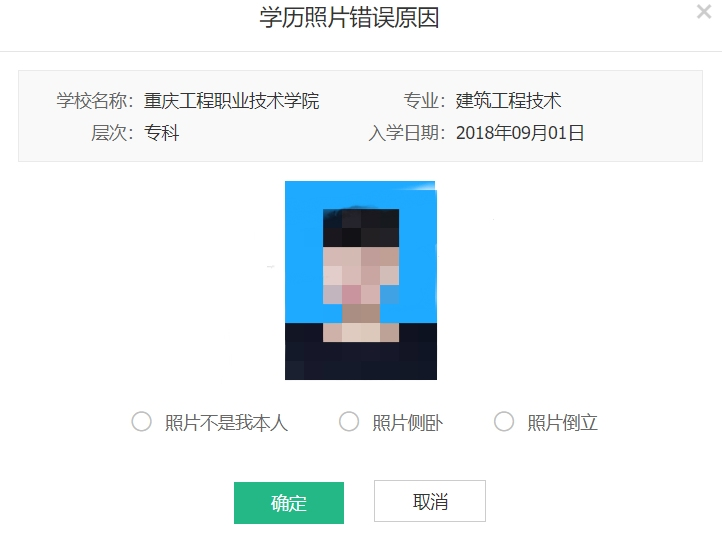 学历照片错误原因
学校名称：重庆工程职业技术学院 专业：建筑工程技术
层次：专科 入学日期：2018年09月01日
照片不是我本人 照片侧卧 照片倒立
确定 取消